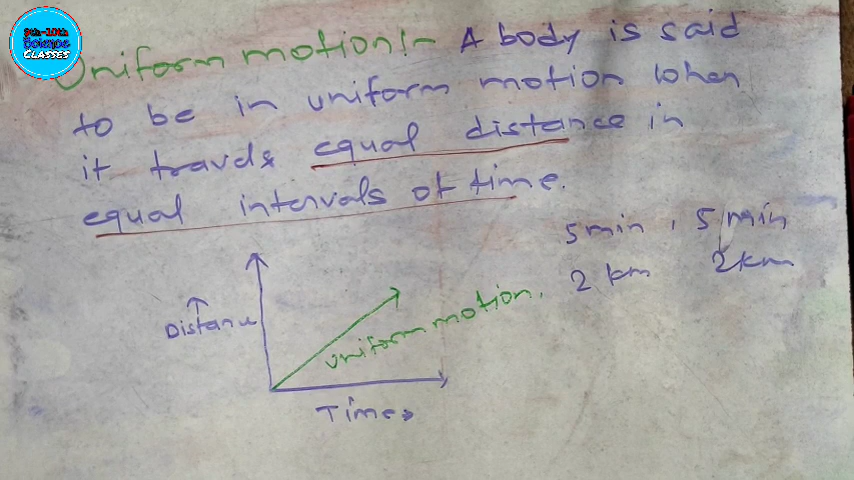 9th-10th
Science
CLASSES
Uniform motion:- A body is said
to be in uniform motion when
it travels equal distance in
equal intervals of time.
5 min , 5 min
2 km 2 km
Distance
uniform motion.
Time